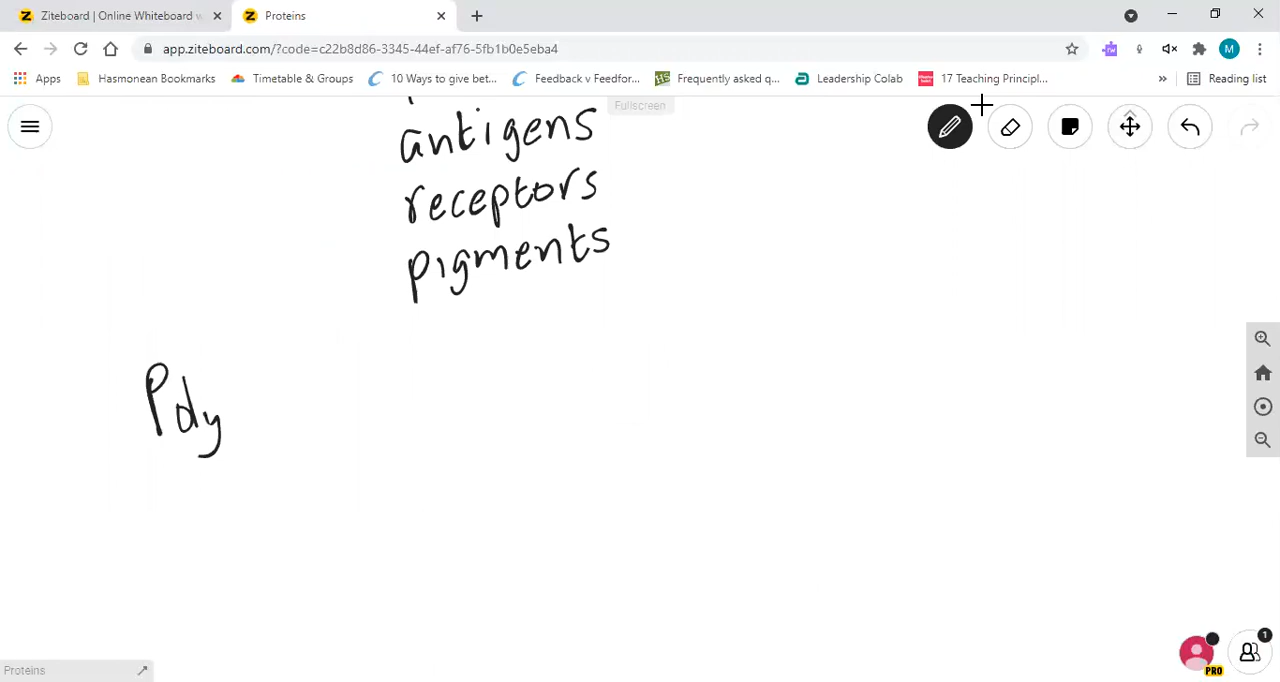 Ziteboard | Online Whiteboard w
Proteins
app.ziteboard.com/?code=c22b8d86-3345-44ef-af76-5fb1b0e5eba4
M
Apps Hasmonean Bookmarks Timetable & Groups 10 Ways to give bet... Feedback v Feedfor... Frequently asked q... Leadership Colab 17 Teaching Principl... » Reading list
Fullscreen
antigens
receptors
pigments
Poly
Proteins
PRO
1